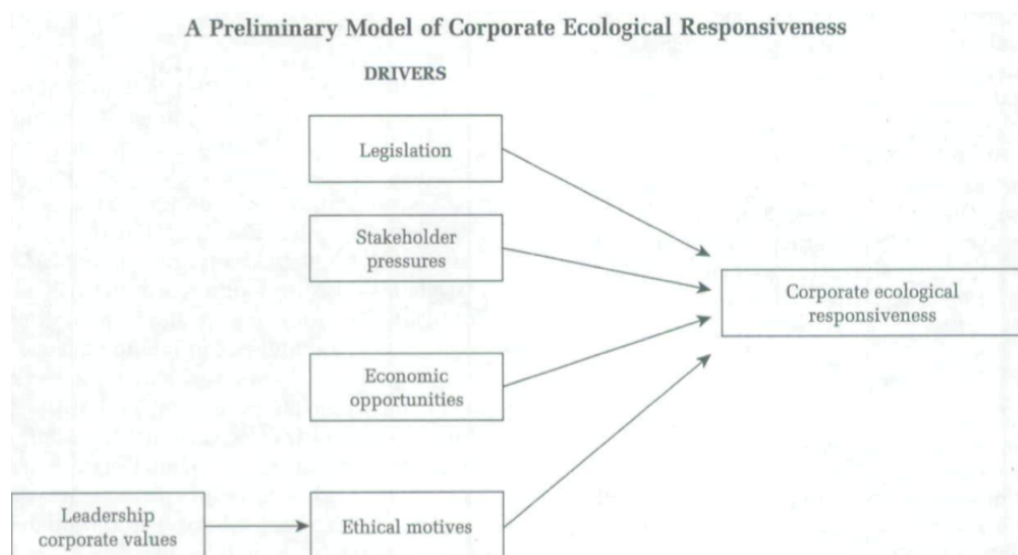 A Preliminary Model of Corporate Ecological Responsiveness
DRIVERS
Legislation
Stakeholder
pressures
Corporate ecological
responsiveness
Economic
opportunities
Leadership
corporate values
Ethical motives